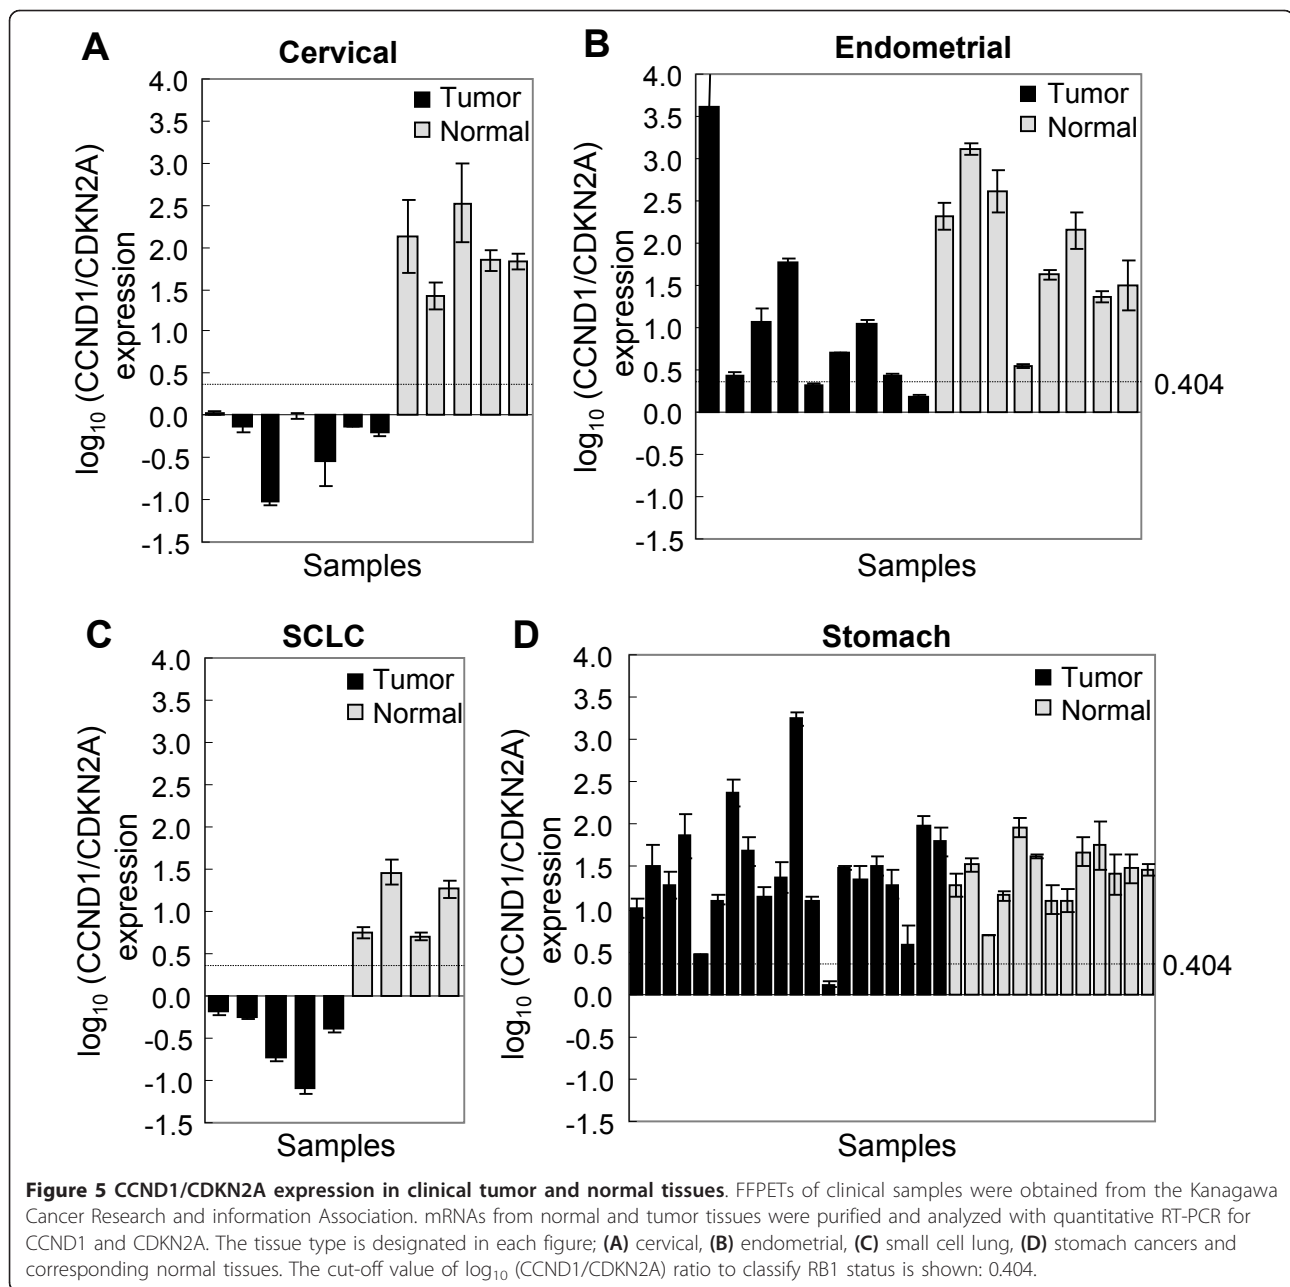 A
Cervical
Tumor
Normal
4.0
3.5
3.0
2.5
2.0
1.5
1.0
0.5
0.0
-0.5
-1.0
-1.5
log10 (CCND1/CDKN2A)
expression
Samples
B
Endometrial
Tumor
Normal
4.0
3.5
3.0
2.5
2.0
1.5
1.0
0.5
0.0
-0.5
-1.0
-1.5
log10 (CCND1/CDKN2A)
expression
0.404
Samples
C
SCLC
Tumor
Normal
4.0
3.5
3.0
2.5
2.0
1.5
1.0
0.5
0.0
-0.5
-1.0
-1.5
log10 (CCND1/CDKN2A)
expression
Samples
D
Stomach
Tumor
Normal
4.0
3.5
3.0
2.5
2.0
1.5
1.0
0.5
0.0
-0.5
-1.0
-1.5
log10 (CCND1/CDKN2A)
expression
0.404
Samples
Figure 5 CCND1/CDKN2A expression in clinical tumor and normal tissues. FFPETs of clinical samples were obtained from the Kanagawa
Cancer Research and information Association. mRNAs from normal and tumor tissues were purified and analyzed with quantitative RT-PCR for
CCND1 and CDKN2A. The tissue type is designated in each figure; (A) cervical, (B) endometrial, (C) small cell lung, (D) stomach cancers and
corresponding normal tissues. The cut-off value of log10 (CCND1/CDKN2A) ratio to classify RB1 status is shown: 0.404.